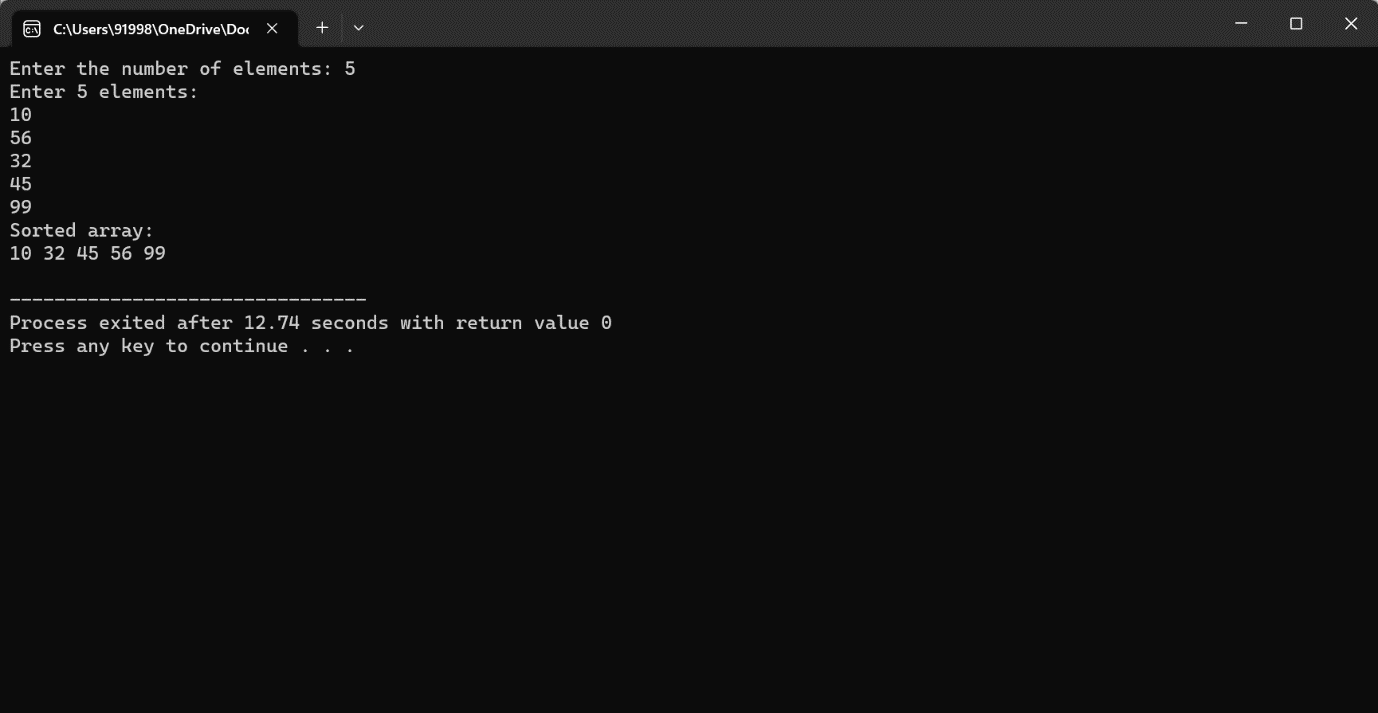 C:\Users\91998\OneDrive\Doc
Enter the number of elements: 5
Enter 5 elements:
10
56
32
45
99
Sorted array:
10 32 45 56 99
--------------------------------
Process exited after 12.74 seconds with return value 0
Press any key to continue . . .